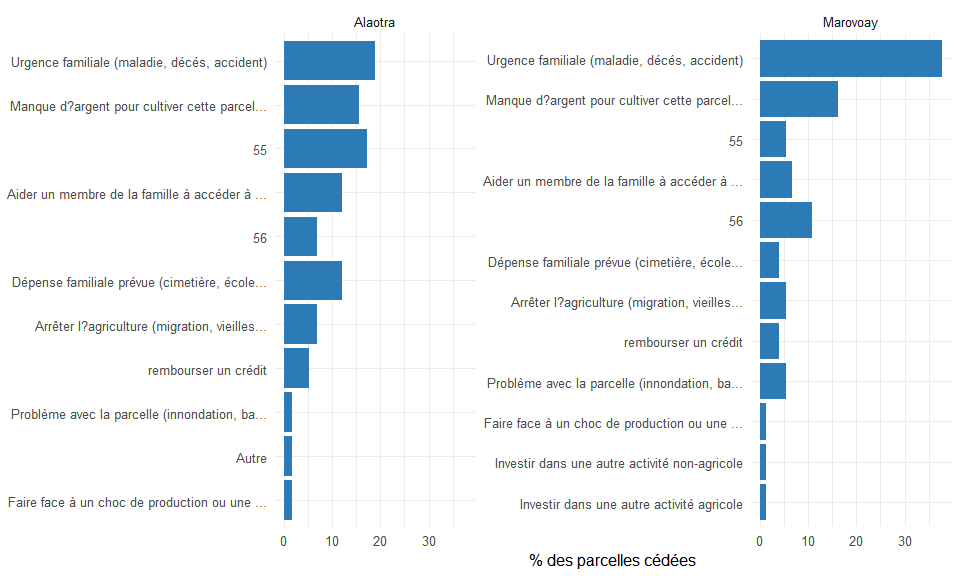 Alaotra
Urgence familiale (maladie, décés, accident)
Manque d?argent pour cultiver cette parcel...
55
Aider un membre de la famille à accéder à ...
56
Dépense familiale prévue (cimetière, école...
Arrêter l?agriculture (migration, vieilles...
rembourser un crédit
Problème avec la parcelle (innondation, ba...
Autre
Faire face à un choc de production ou une ...
0 10 20 30
Marovoay
Urgence familiale (maladie, décés, accident)
Manque d?argent pour cultiver cette parcel...
55
Aider un membre de la famille à accéder à ...
56
Dépense familiale prévue (cimetière, école...
Arrêter l?agriculture (migration, vieilles...
rembourser un crédit
Problème avec la parcelle (innondation, ba...
Faire face à un choc de production ou une ...
Investir dans une autre activité non-agricole
Investir dans une autre activité agricole
0 10 20 30
% des parcelles cédées